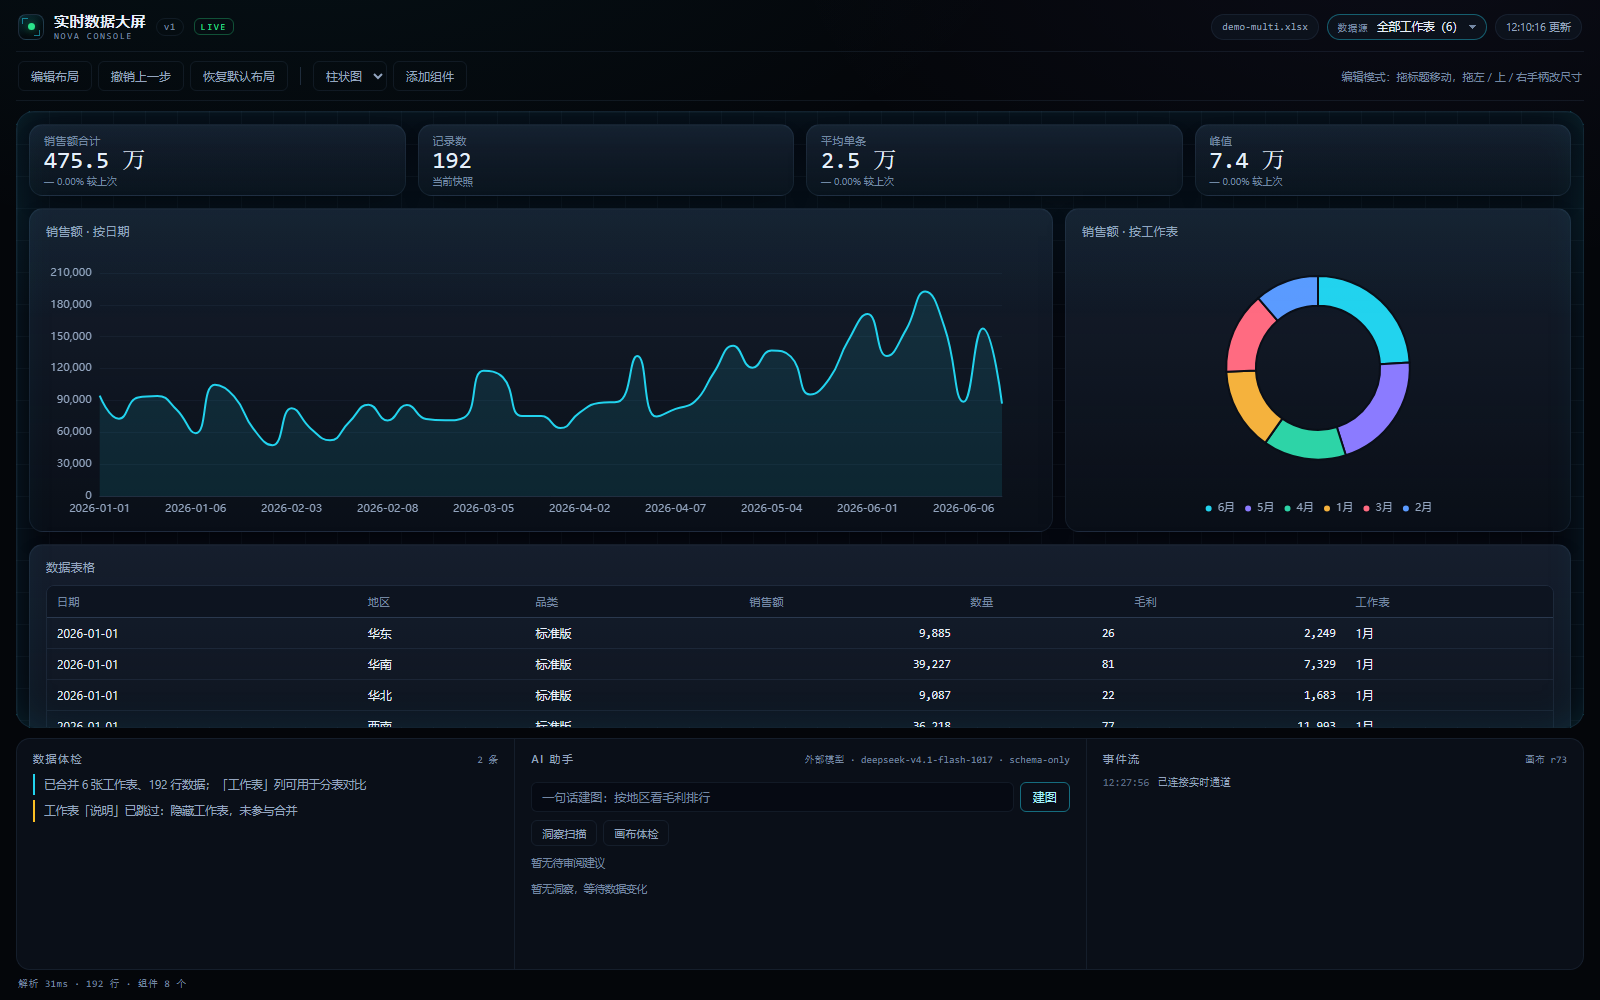 实时数据大屏 v1 LIVE
NOVA CONSOLE
demo-multi.xlsx 数据源 全部工作表 (6) 12:10:16 更新
编辑布局 撤销上一步 恢复默认布局 柱状图 添加组件
编辑模式：拖标题移动，拖左 / 上 / 右手柄改尺寸
销售额合计
475.5 万
— 0.00% 较上次
记录数
192
当前快照
平均单条
2.5 万
— 0.00% 较上次
峰值
7.4 万
— 0.00% 较上次
销售额 · 按日期
210,000
180,000
150,000
120,000
90,000
60,000
30,000
0
2026-01-01 2026-01-06 2026-02-03 2026-02-08 2026-03-05 2026-04-02 2026-04-07 2026-05-04 2026-06-01 2026-06-06
销售额 · 按工作表
6月 5月 4月 1月 3月 2月
数据表格
日期 地区 品类 销售额 数量 毛利 工作表
2026-01-01 华东 标准版 9,885 26 2,249 1月
2026-01-01 华南 标准版 39,227 81 7,329 1月
2026-01-01 华北 标准版 9,087 22 1,683 1月
2026-01-01 西南 标准版 36,218 77 11,993 1月
数据体检 2 条
已合并 6 张工作表、192 行数据；「工作表」列可用于分表对比
工作表「说明」已跳过：隐藏工作表，未参与合并
AI 助手 外部模型 · deepseek-v4.1-flash-1017 · schema-only
一句话建图：按地区看毛利排行 建图
洞察扫描 画布体检
暂无待审阅建议
暂无洞察，等待数据变化
事件流 画布 r73
12:27:56 已连接实时通道
解析 31ms · 192 行 · 组件 8 个